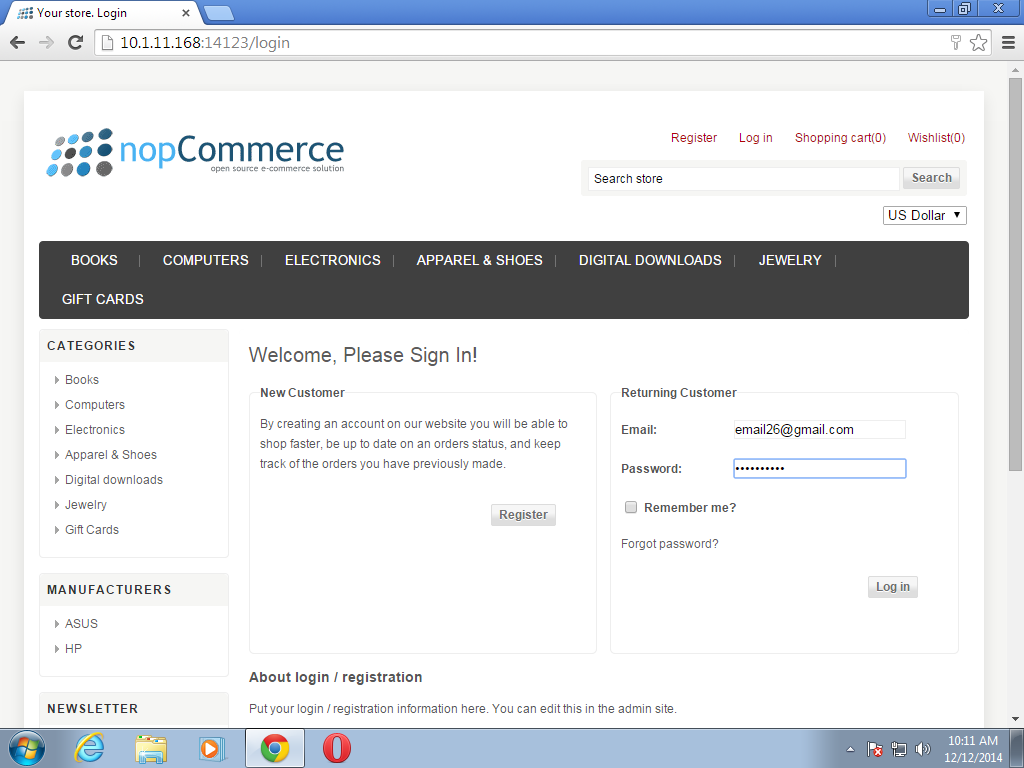 Your store. Login
10.1.11.168:14123/login
nopCommerce
open source e-commerce solution
Register Log in Shopping cart(0) Wishlist(0)
Search store Search
US Dollar
BOOKS COMPUTERS ELECTRONICS APPAREL & SHOES DIGITAL DOWNLOADS JEWELRY
GIFT CARDS
CATEGORIES
Books
Computers
Electronics
Apparel & Shoes
Digital downloads
Jewelry
Gift Cards
MANUFACTURERS
ASUS
HP
NEWSLETTER
Welcome, Please Sign In!
New Customer
By creating an account on our website you will be able to
shop faster, be up to date on an orders status, and keep
track of the orders you have previously made.
Register
Returning Customer
Email: email26@gmail.com
Password: ••••••••••
Remember me?
Forgot password?
Log in
About login / registration
Put your login / registration information here. You can edit this in the admin site.
10:11 AM
12/12/2014